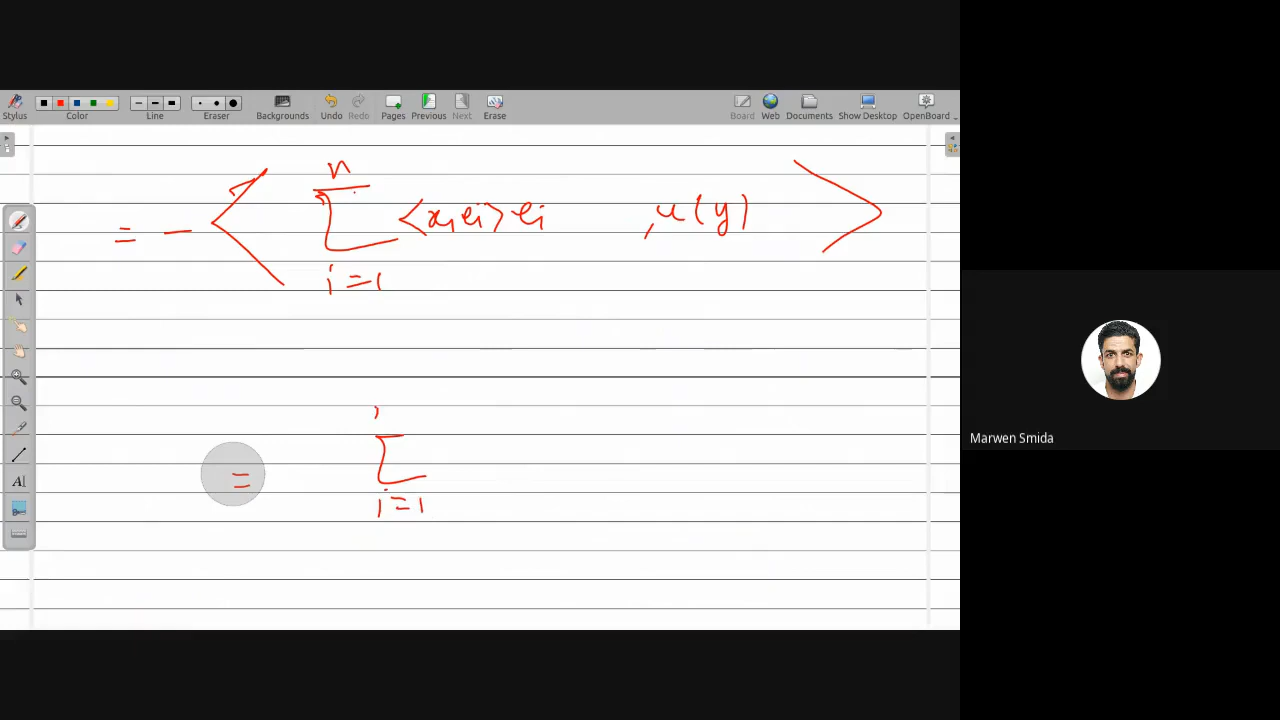 Stylus Color Line Eraser Backgrounds Undo Redo Pages Previous Next Erase Board Web Documents Show Desktop OpenBoard
n
= - < Σ <x, ei> ei , u(y) >
i=1
Marwen Smida
= Σ
i=1